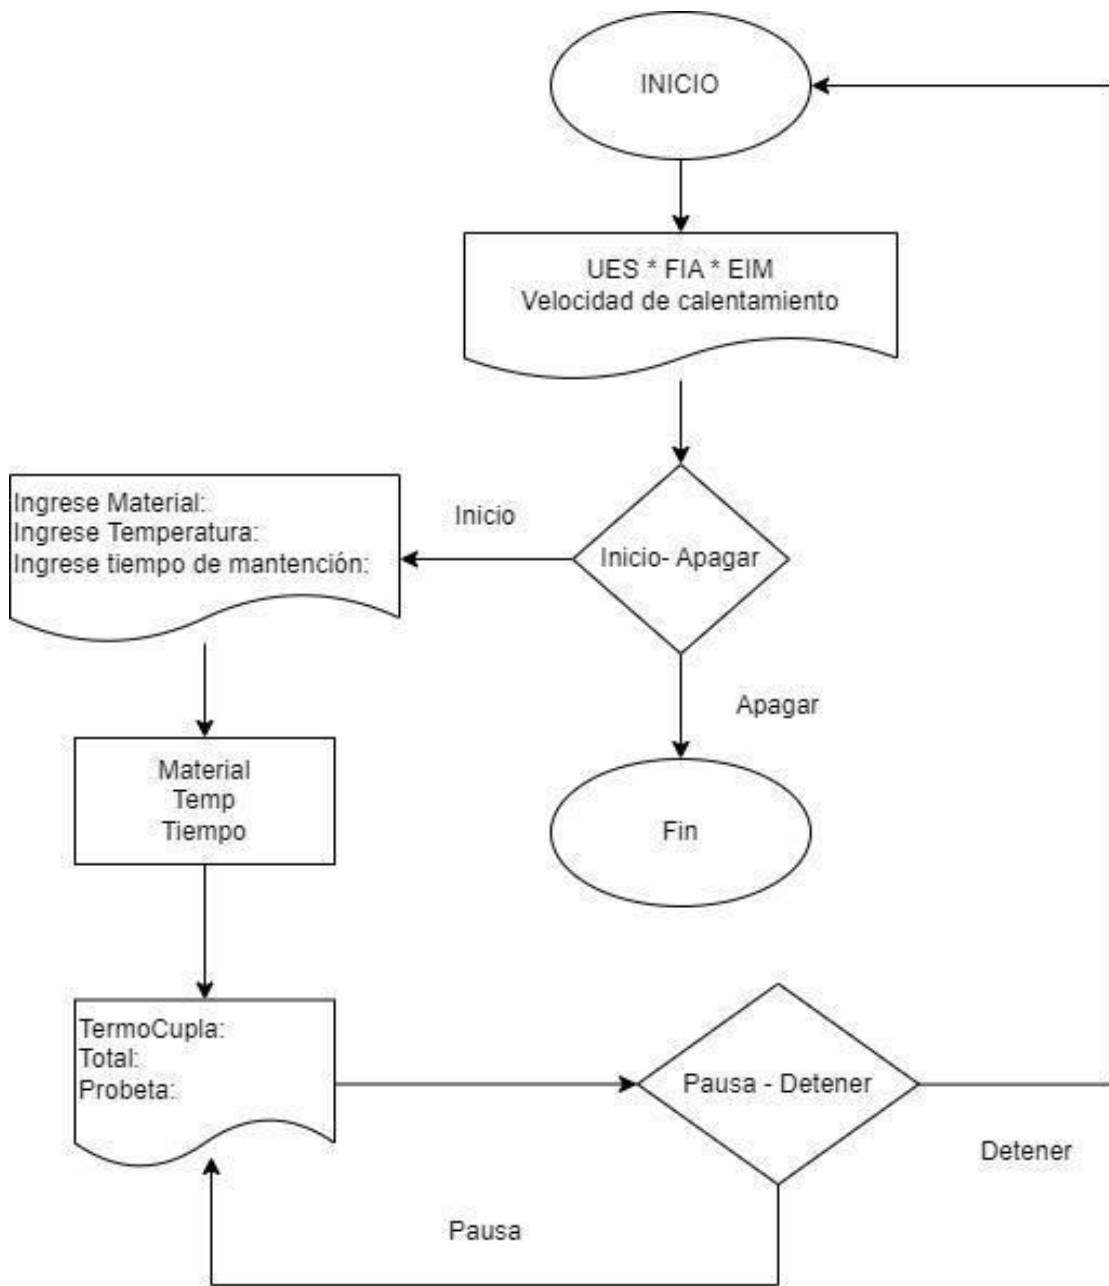 INICIO
UES * FIA * EIM
Velocidad de calentamiento
Inicio- Apagar
Inicio
Ingrese Material:
Ingrese Temperatura:
Ingrese tiempo de mantención:
Apagar
Fin
Material
Temp
Tiempo
TermoCupla:
Total:
Probeta:
Pausa - Detener
Detener
Pausa